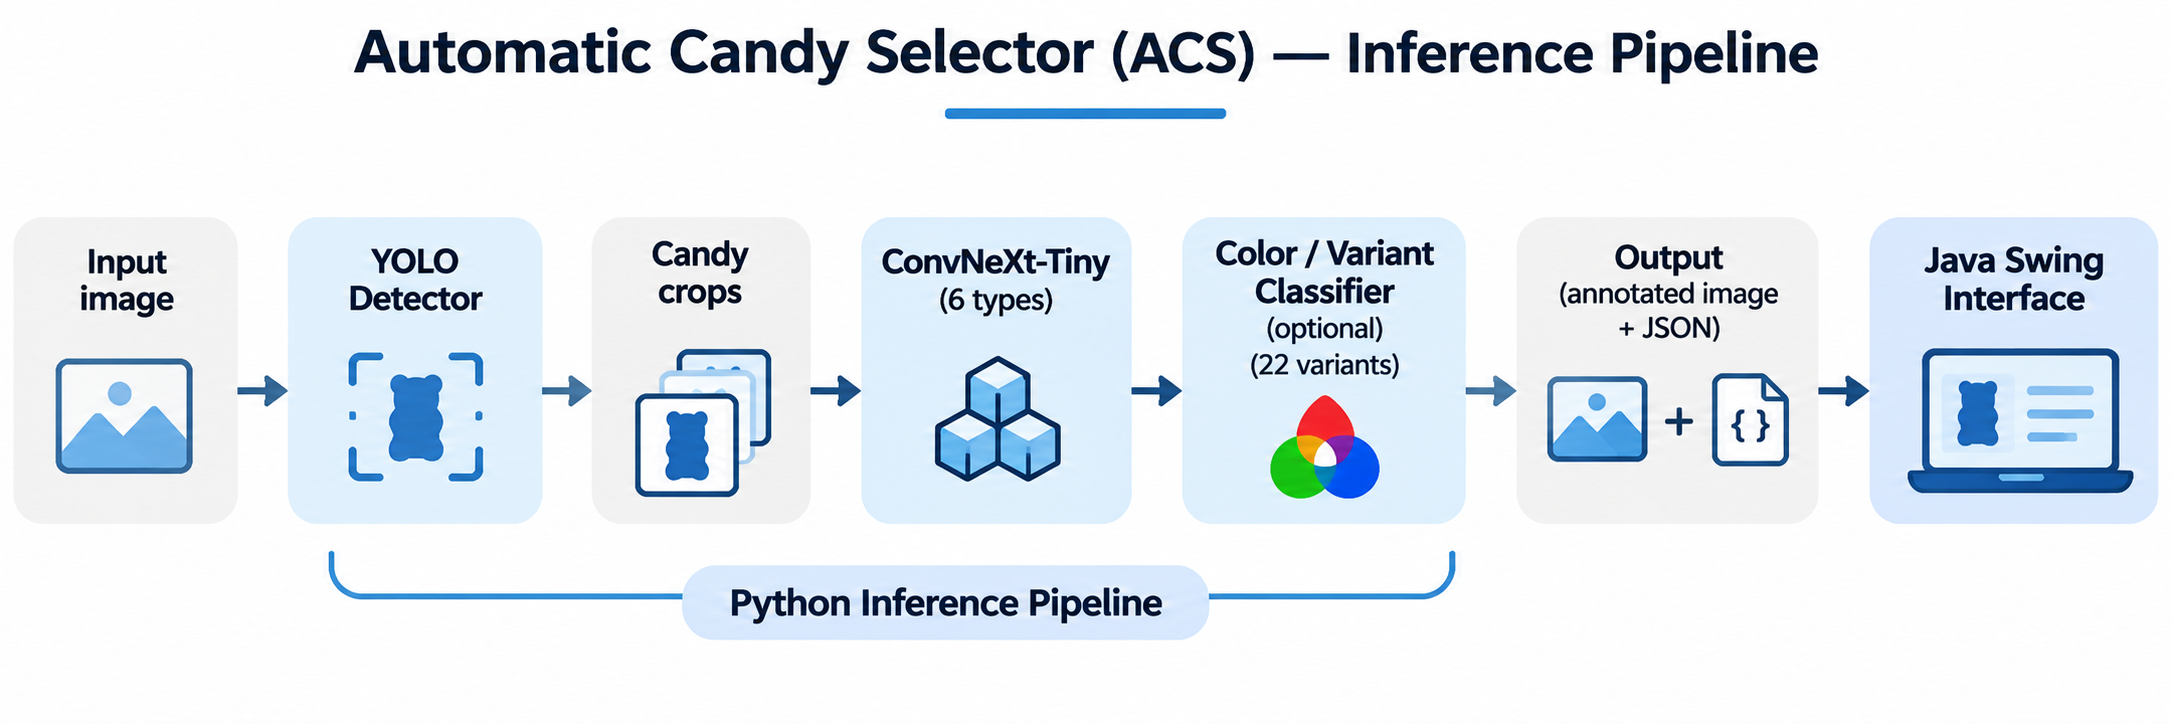 Automatic Candy Selector (ACS) — Inference Pipeline
Input
image
YOLO
Detector
Candy
crops
ConvNeXt-Tiny
(6 types)
Color / Variant
Classifier
(optional)
(22 variants)
Output
(annotated image
+ JSON)
+
{ }
Java Swing
Interface
Python Inference Pipeline